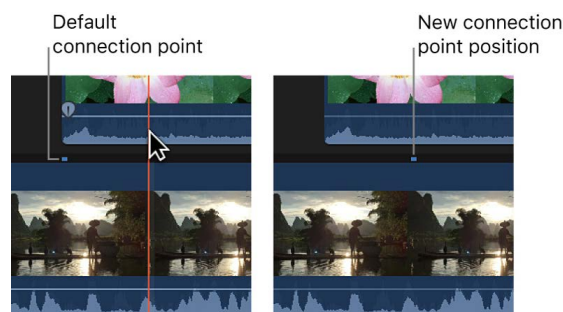 Default
connection point
New connection
point position